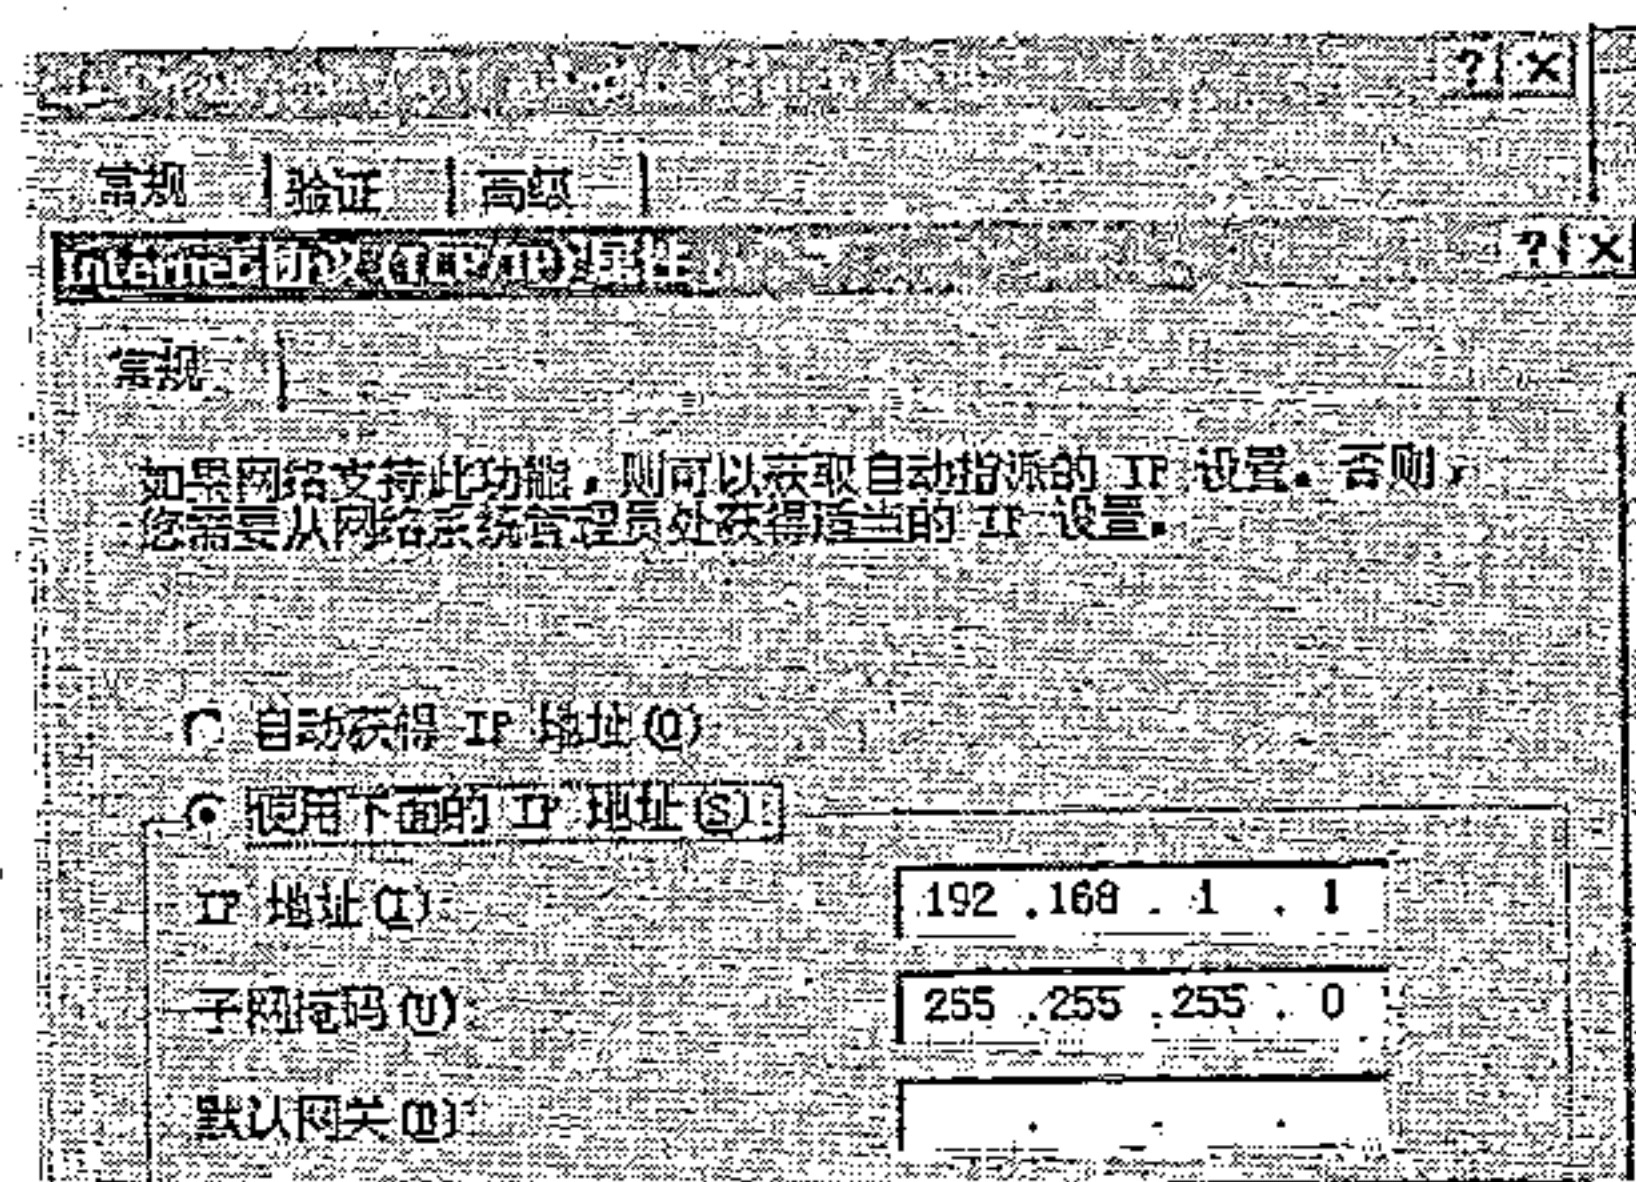 常规 验证 高级
Internet 协议 (TCP/IP) 属性
常规
如果网络支持此功能，则可以获取自动指派的 IP 设置。否则，
您需要从网络系统管理员处获得适当的 IP 设置。
自动获得 IP 地址(O)
使用下面的 IP 地址(S):
IP 地址(I): 192 .168 . 1 . 1
子网掩码(U): 255 .255 .255 . 0
默认网关(D): . . .